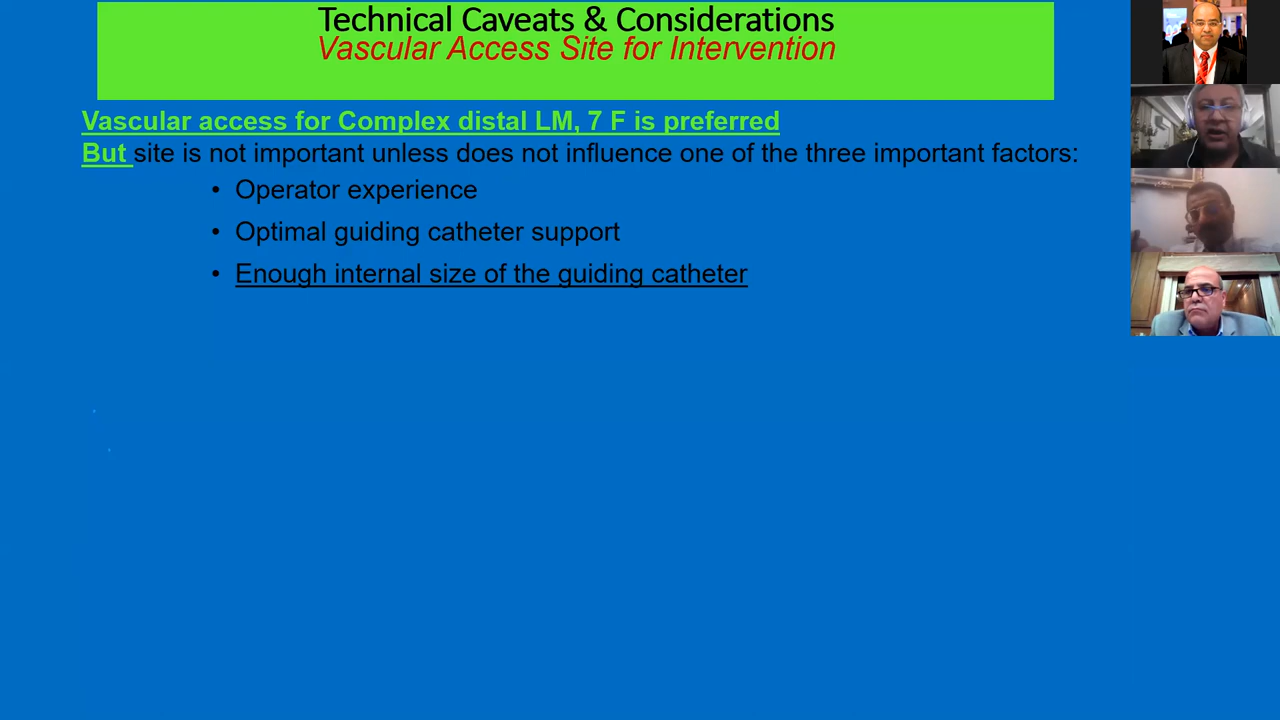 Technical Caveats & Considerations
Vascular Access Site for Intervention
Vascular access for Complex distal LM, 7 F is preferred
But site is not important unless does not influence one of the three important factors:
• Operator experience
• Optimal guiding catheter support
• Enough internal size of the guiding catheter